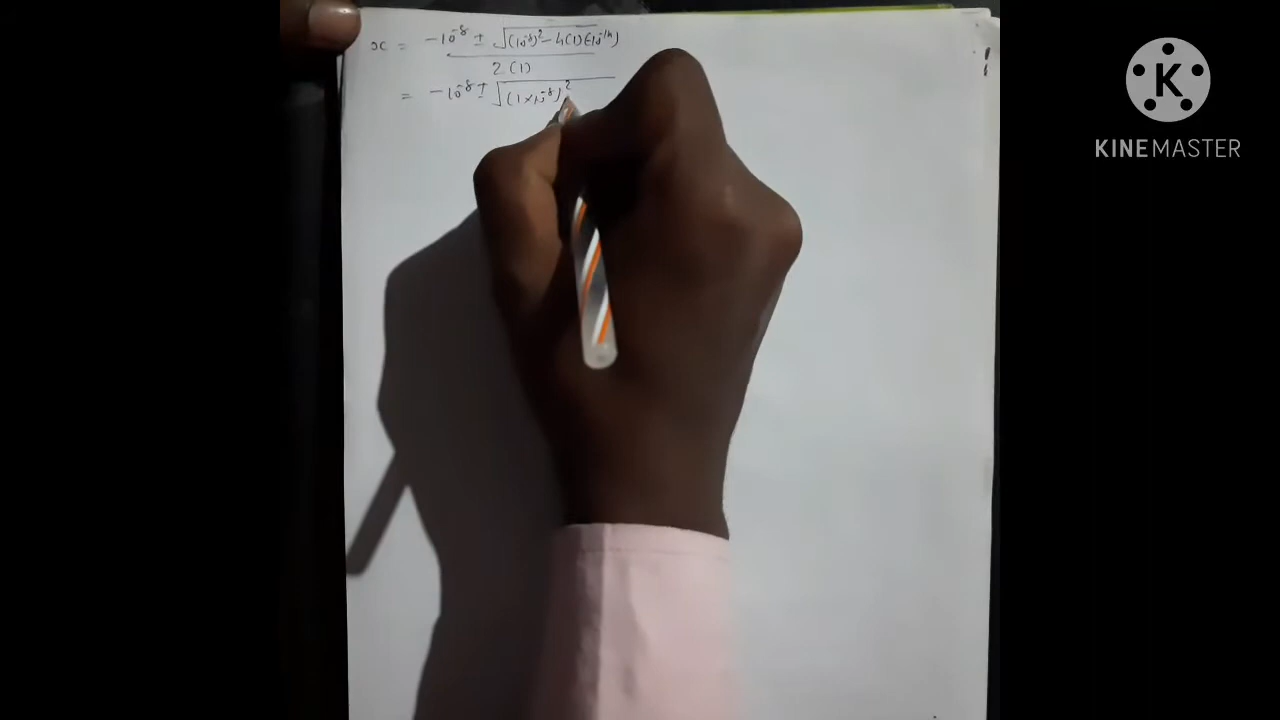 x = -10⁻⁸ ± √(10⁻⁸)² - 4(1)(-10⁻¹⁴)
2(1)
= -10⁻⁸ ± √(1×10⁻⁸)²
K
KINEMASTER